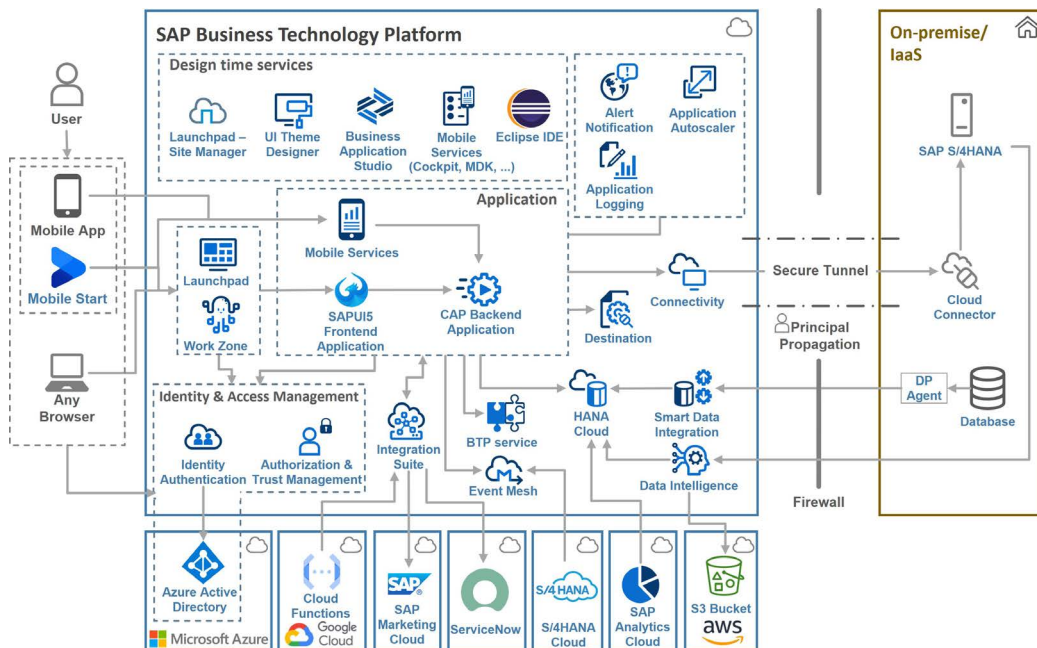 SAP Business Technology Platform
On-premise/
IaaS
Design time services
User
Launchpad –
Site Manager
UI Theme
Designer
Business
Application
Studio
Mobile
Services
(Cockpit, MDK, ...)
Eclipse IDE
Alert
Notification
Application
Autoscaler
Application
Logging
SAP S/4HANA
Mobile App
Mobile Start
Any
Browser
Launchpad
Work Zone
Application
Mobile Services
SAPUI5
Frontend
Application
CAP Backend
Application
Connectivity
Destination
Secure Tunnel
Cloud
Connector
Principal
Propagation
Identity & Access Management
Identity
Authentication
Authorization &
Trust Management
Integration
Suite
BTP service
Event Mesh
HANA
Cloud
Smart Data
Integration
Data Intelligence
DP
Agent
Database
Firewall
Azure Active
Directory
Microsoft Azure
Cloud
Functions
Google
Cloud
SAP
SAP
Marketing
Cloud
ServiceNow
S/4HANA
S/4HANA
Cloud
SAP
Analytics
Cloud
S3 Bucket
aws